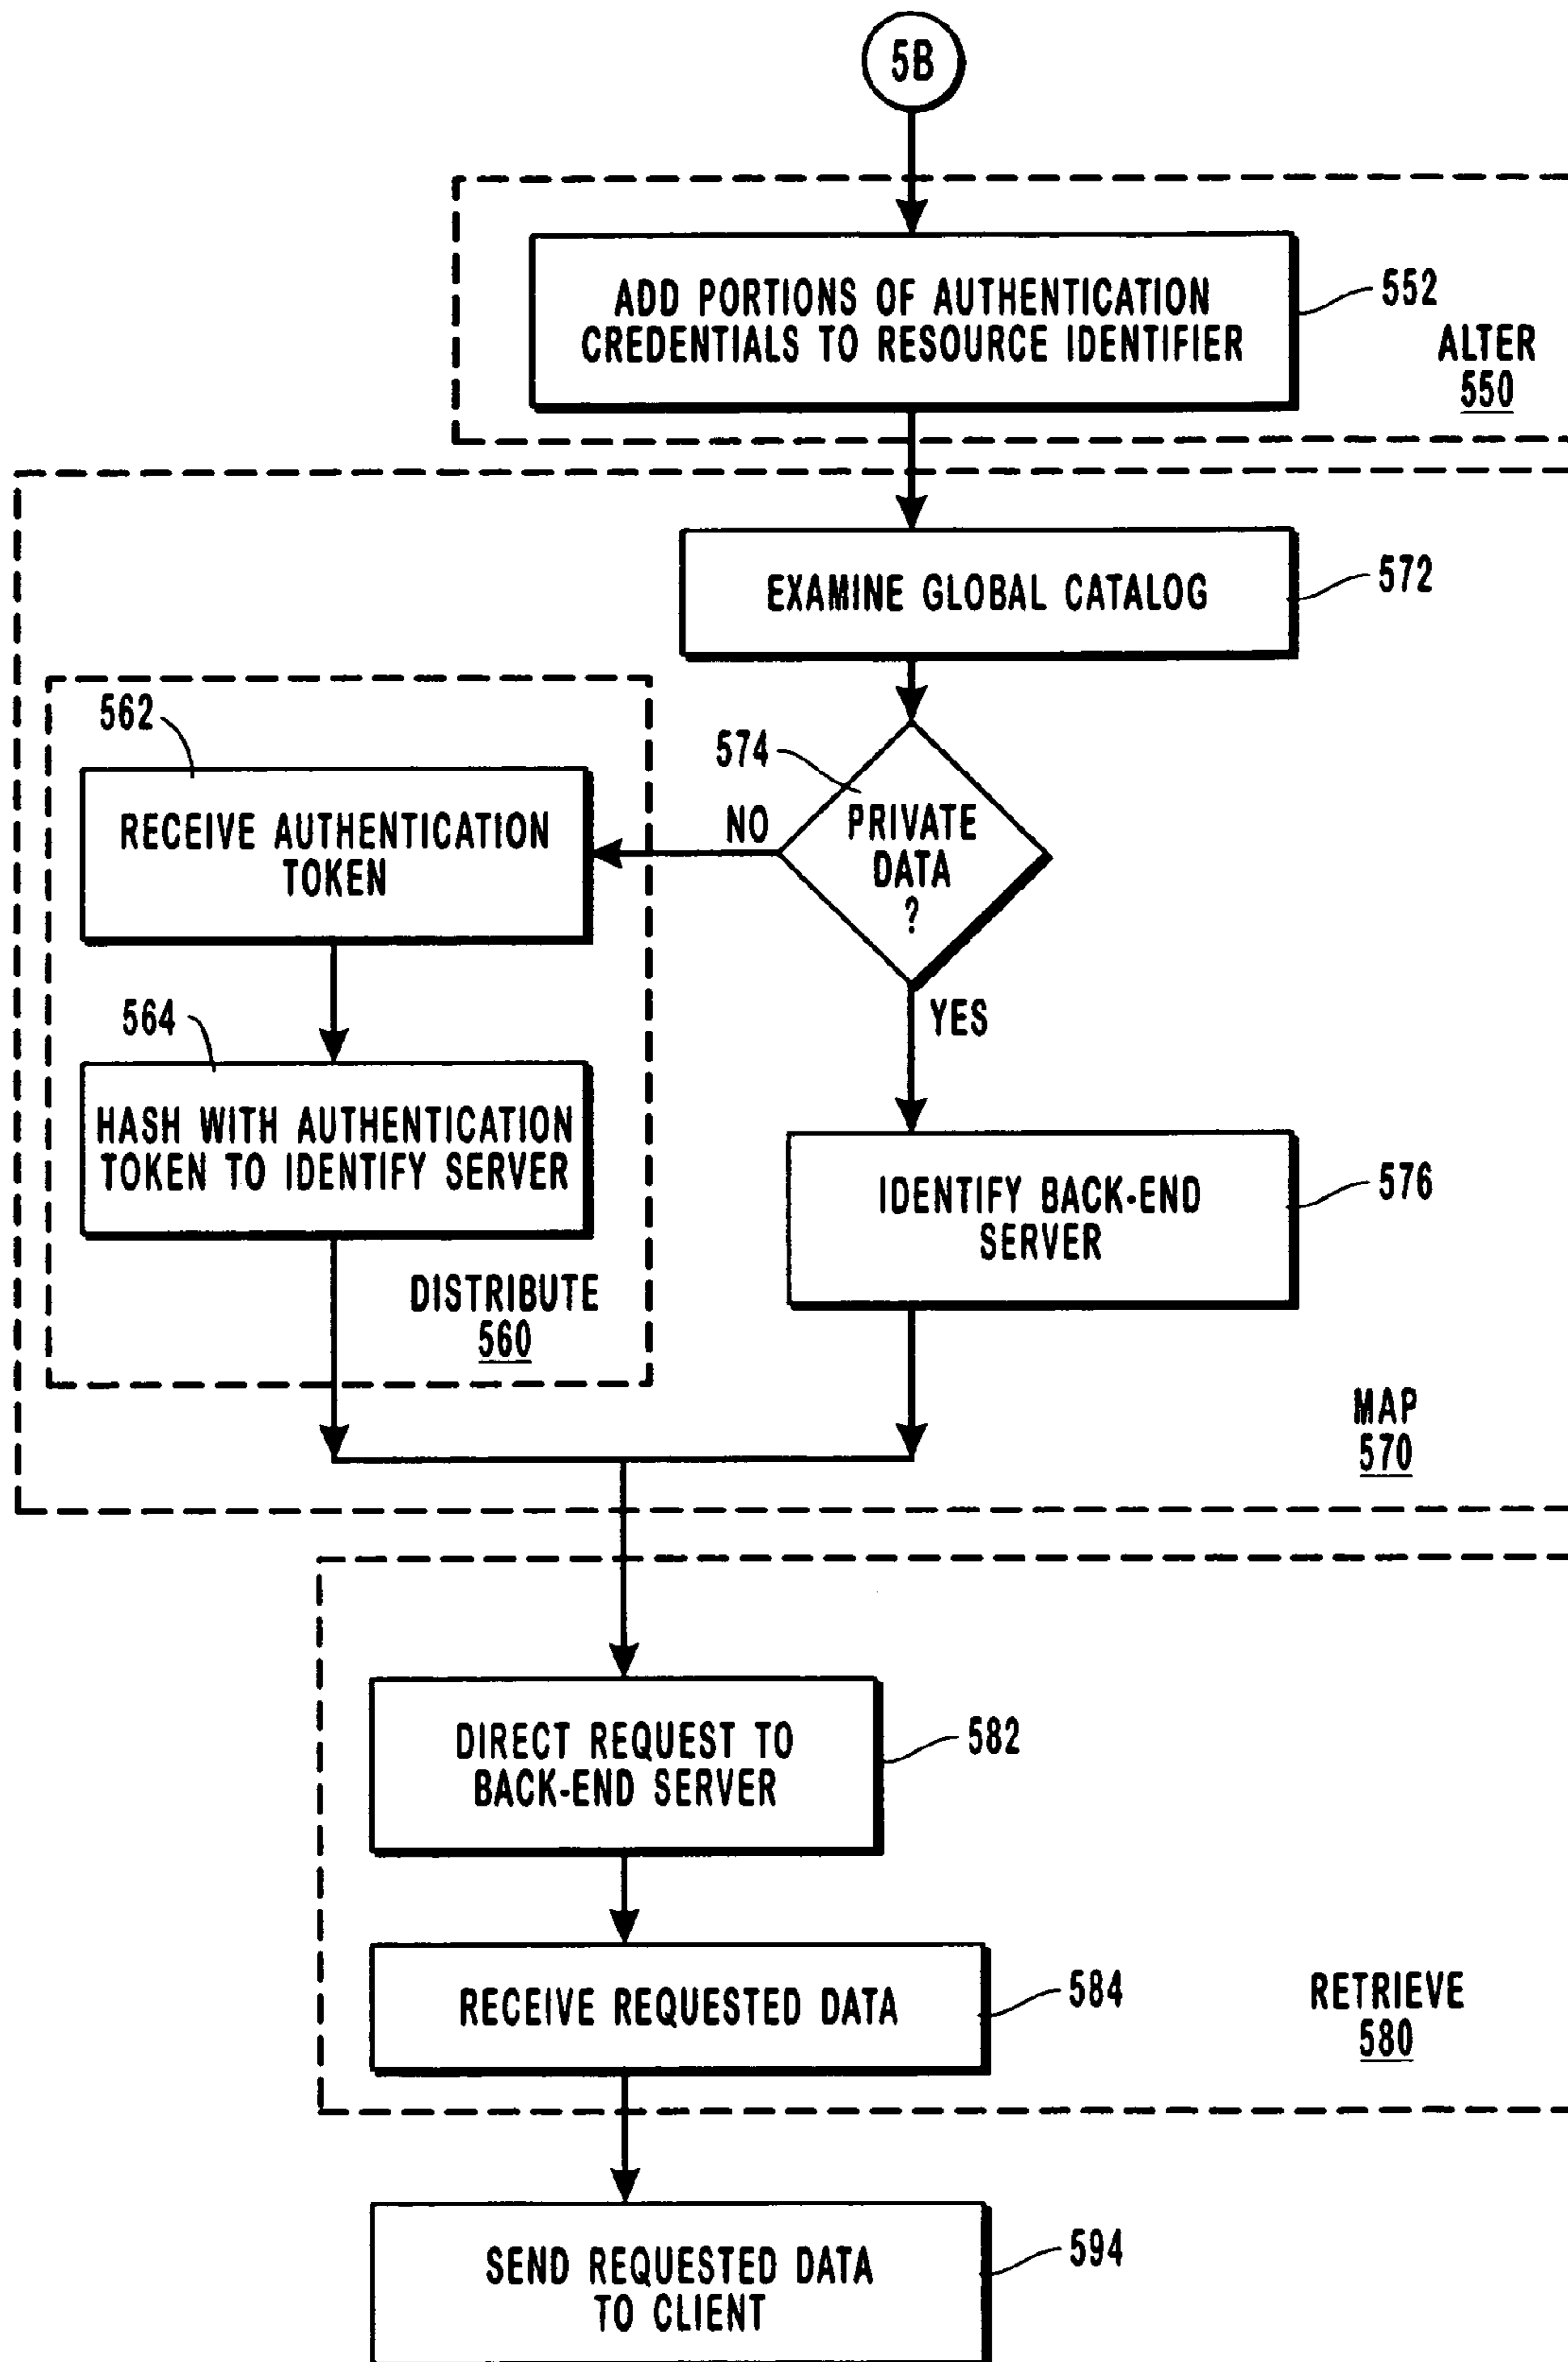 5B
ADD PORTIONS OF AUTHENTICATION
CREDENTIALS TO RESOURCE IDENTIFIER
552
ALTER
550
EXAMINE GLOBAL CATALOG
572
562
574
RECEIVE AUTHENTICATION
TOKEN
NO
PRIVATE
DATA
?
564
YES
HASH WITH AUTHENTICATION
TOKEN TO IDENTIFY SERVER
IDENTIFY BACK-END
SERVER
576
DISTRIBUTE
560
MAP
570
DIRECT REQUEST TO
BACK-END SERVER
582
RECEIVE REQUESTED DATA
584
RETRIEVE
580
SEND REQUESTED DATA
TO CLIENT
594